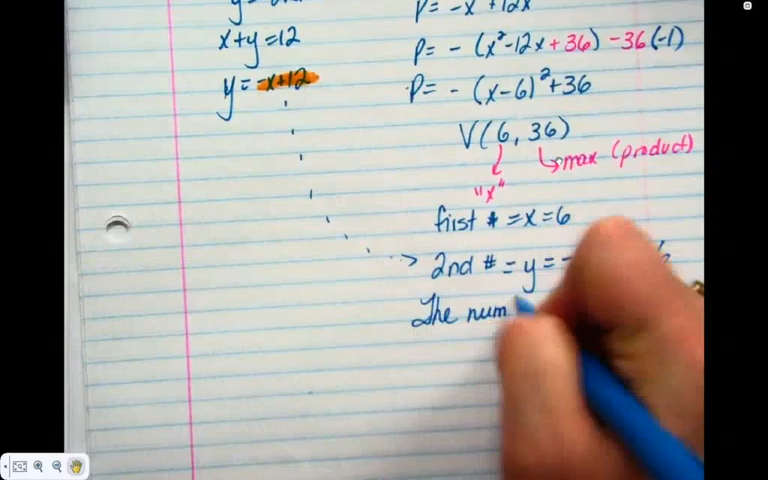 y =
x+y=12
y = -x+12
P = -x +12x
P = - (x²-12x + 36) - 36(-1)
P = - (x-6)² + 36
V(6, 36)
max (product)
"x"
first # = x = 6
2nd # = y = - 6
The num